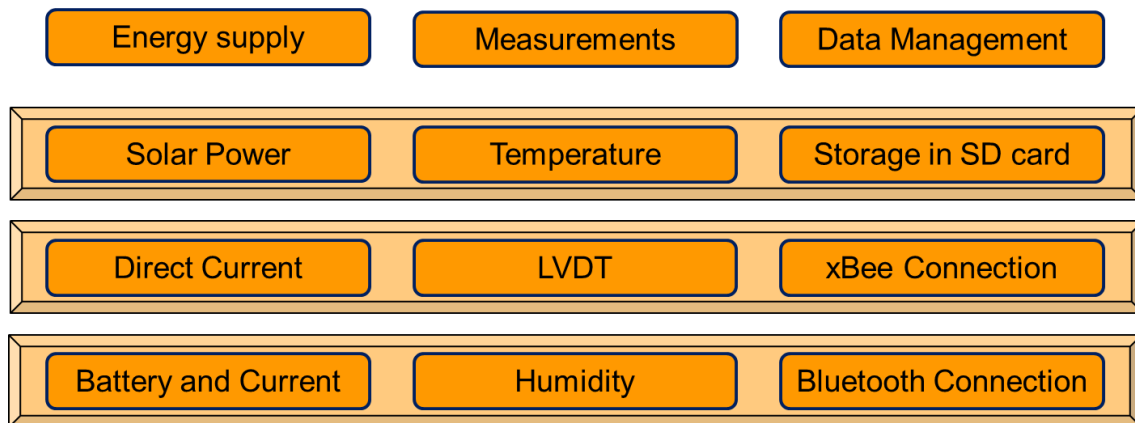 Energy supply
Measurements
Data Management
Solar Power
Temperature
Storage in SD card
Direct Current
LVDT
xBee Connection
Battery and Current
Humidity
Bluetooth Connection